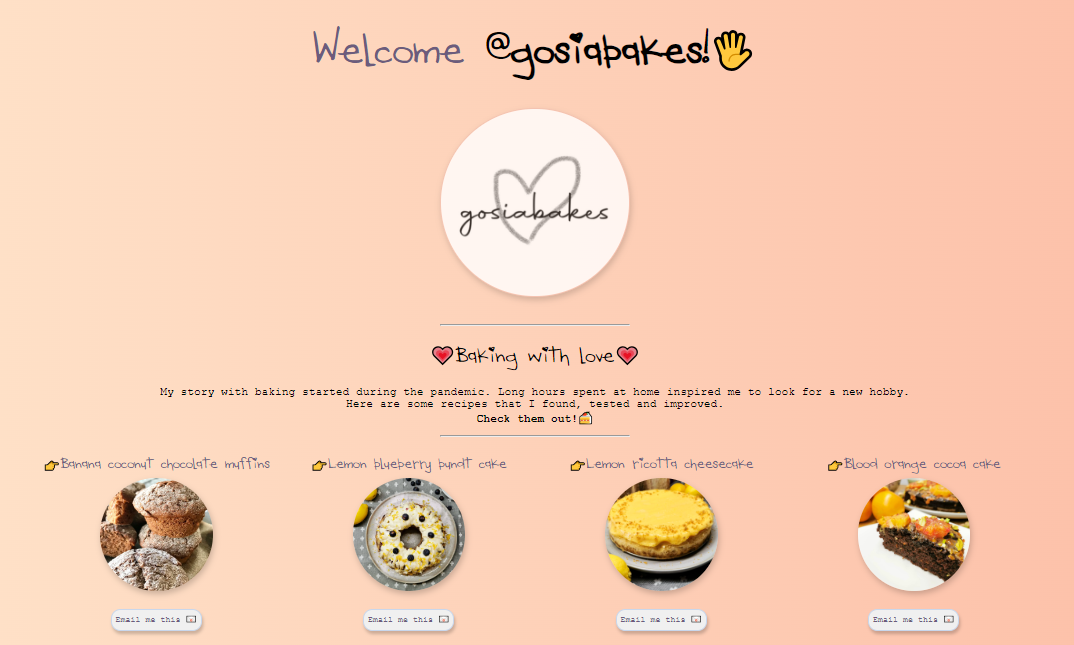 Welcome @gosiabakes!🖐
gosiabakes
💗Baking with love💗
My story with baking started during the pandemic. Long hours spent at home inspired me to look for a new hobby.
Here are some recipes that I found, tested and improved.
Check them out!🍰
👉Banana coconut chocolate muffins
👉Lemon blueberry bundt cake
👉Lemon ricotta cheesecake
👉Blood orange cocoa cake
Email me this 💌
Email me this 💌
Email me this 💌
Email me this 💌